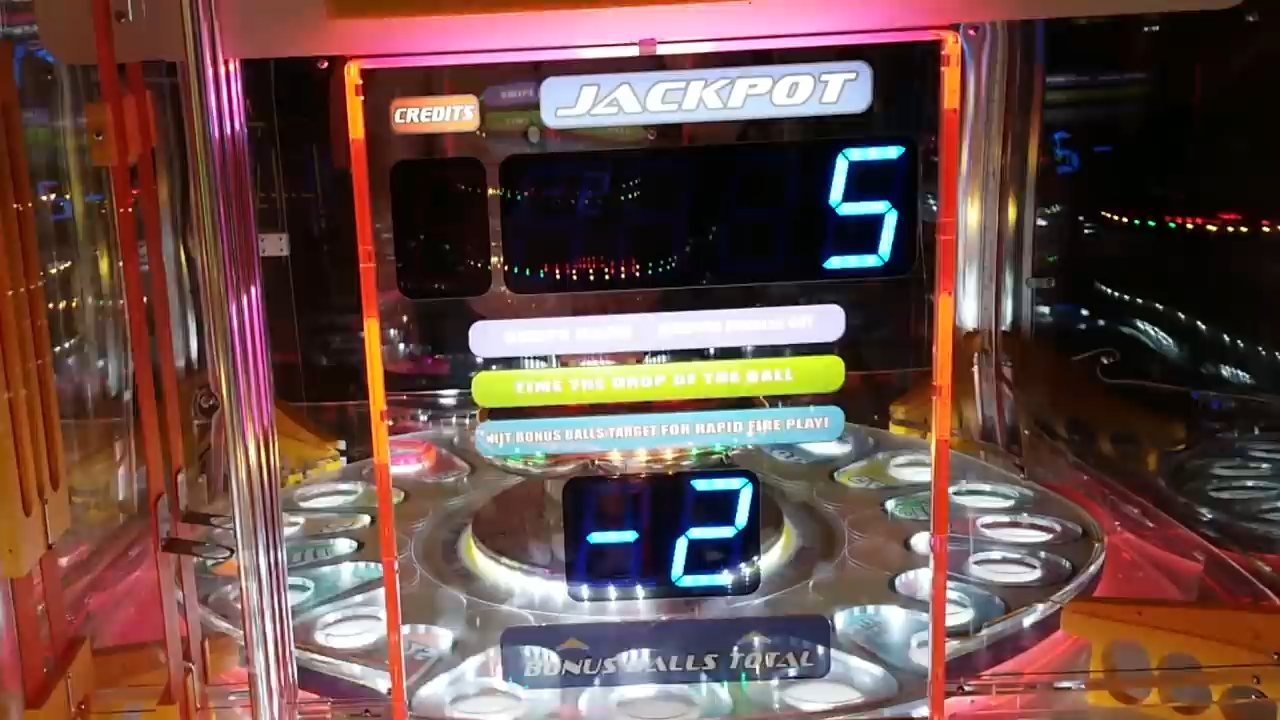 JACKPOT
CREDITS
5
TIME THE DROP OF THE BALL
HIT BONUS BALLS TARGET FOR RAPID FIRE PLAY!
-2
BONUS BALLS TOTAL